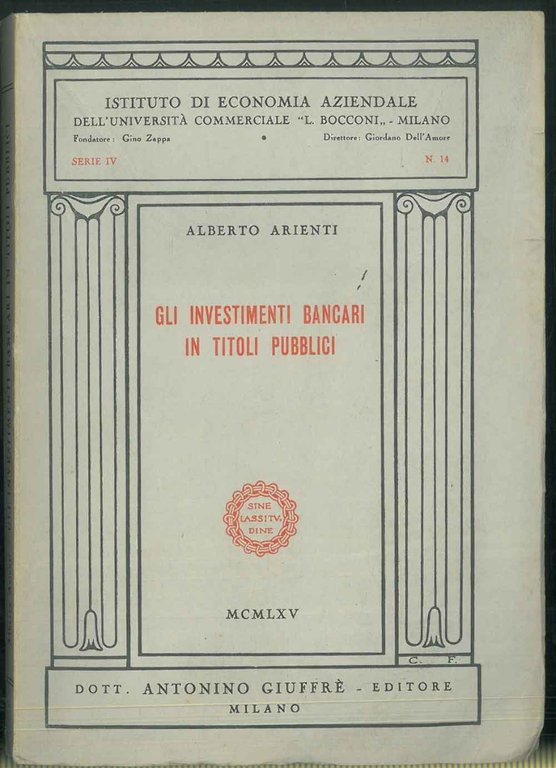 ISTITUTO DI ECONOMIA AZIENDALE
DELL'UNIVERSITÀ COMMERCIALE "L. BOCCONI„ - MILANO
Fondatore: Gino Zappa • Direttore: Giordano Dell'Amore
SERIE IV N. 14
ALBERTO ARIENTI
GLI INVESTIMENTI BANCARI
IN TITOLI PUBBLICI
SINE
LASSITV
DINE
MCMLXV
C. F.
DOTT. ANTONINO GIUFFRÈ - EDITORE
MILANO